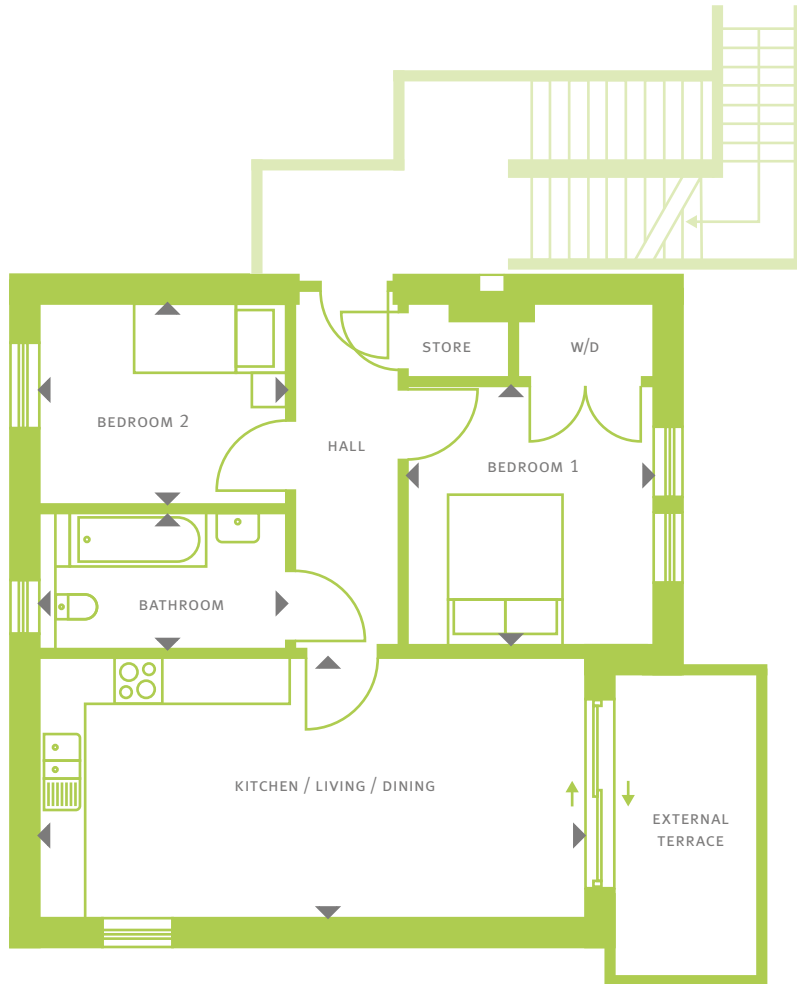 STORE
W/D
BEDROOM 2
HALL
BEDROOM 1
BATHROOM
KITCHEN / LIVING / DINING
EXTERNAL
TERRACE